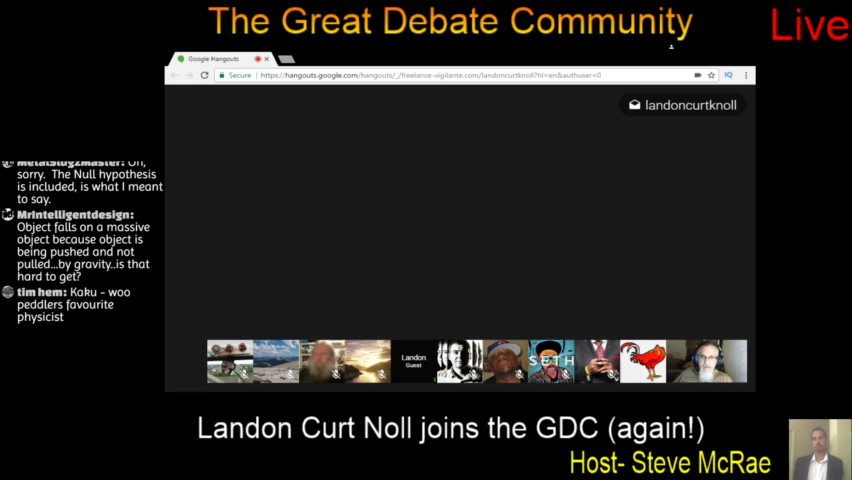 The Great Debate Community
Live
Google Hangouts
Secure https://hangouts.google.com/hangouts/_/freelance-vigilante.com/landoncurtknoll?hl=en&authuser=0
landoncurtknoll
MetalSlug2Master: Oh,
sorry. The Null hypothesis
is included, is what I meant
to say.
MrIntelligentdesign:
Object falls on a massive
object because object is
being pushed and not
pulled...by gravity..is that
hard to get?
tim hem: Kaku - woo
peddlers favourite
physicist
Landon
Guest
SETH
Landon Curt Noll joins the GDC (again!)
Host- Steve McRae